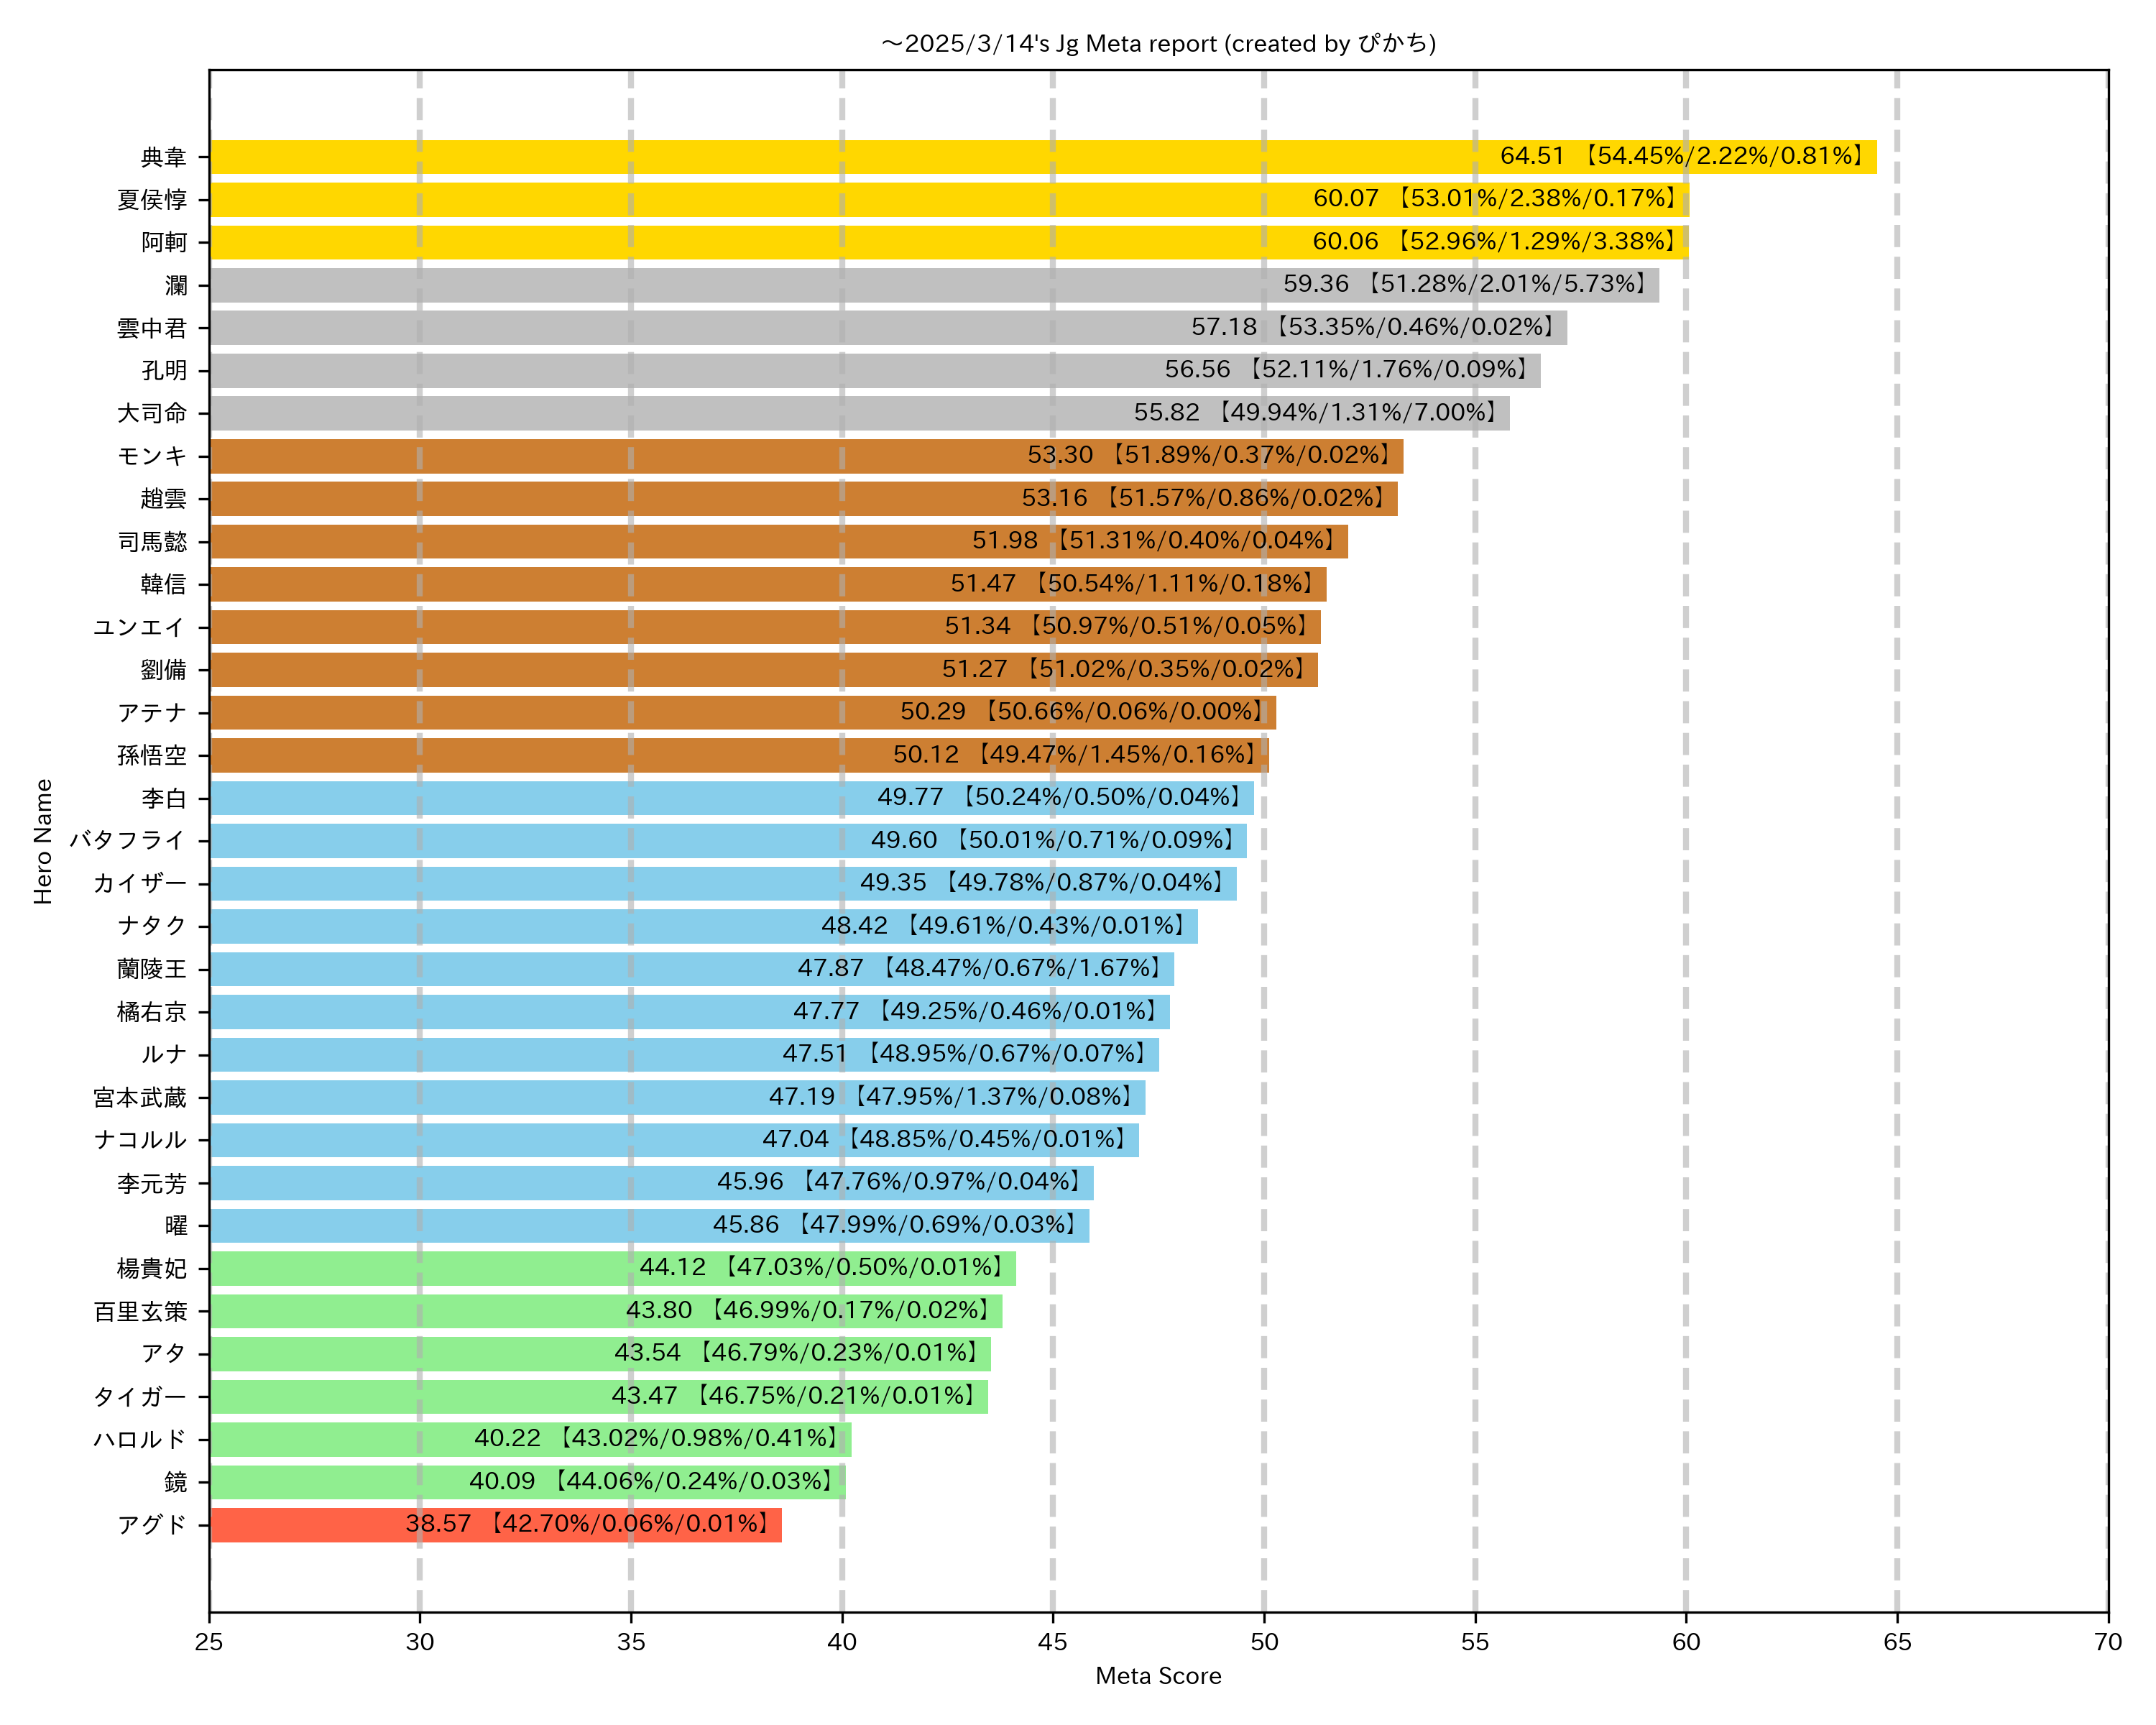 ～2025/3/14's Jg Meta report (created by ぴかち)
典韋 64.51 【54.45%/2.22%/0.81%】
夏侯惇 60.07 【53.01%/2.38%/0.17%】
阿軻 60.06 【52.96%/1.29%/3.38%】
瀾 59.36 【51.28%/2.01%/5.73%】
雲中君 57.18 【53.35%/0.46%/0.02%】
孔明 56.56 【52.11%/1.76%/0.09%】
大司命 55.82 【49.94%/1.31%/7.00%】
モンキ 53.30 【51.89%/0.37%/0.02%】
趙雲 53.16 【51.57%/0.86%/0.02%】
司馬懿 51.98 【51.31%/0.40%/0.04%】
韓信 51.47 【50.54%/1.11%/0.18%】
ユンエイ 51.34 【50.97%/0.51%/0.05%】
劉備 51.27 【51.02%/0.35%/0.02%】
アテナ 50.29 【50.66%/0.06%/0.00%】
孫悟空 50.12 【49.47%/1.45%/0.16%】
李白 49.77 【50.24%/0.50%/0.04%】
バタフライ 49.60 【50.01%/0.71%/0.09%】
カイザー 49.35 【49.78%/0.87%/0.04%】
ナタク 48.42 【49.61%/0.43%/0.01%】
蘭陵王 47.87 【48.47%/0.67%/1.67%】
橘右京 47.77 【49.25%/0.46%/0.01%】
ルナ 47.51 【48.95%/0.67%/0.07%】
宮本武蔵 47.19 【47.95%/1.37%/0.08%】
ナコルル 47.04 【48.85%/0.45%/0.01%】
李元芳 45.96 【47.76%/0.97%/0.04%】
曜 45.86 【47.99%/0.69%/0.03%】
楊貴妃 44.12 【47.03%/0.50%/0.01%】
百里玄策 43.80 【46.99%/0.17%/0.02%】
アタ 43.54 【46.79%/0.23%/0.01%】
タイガー 43.47 【46.75%/0.21%/0.01%】
ハロルド 40.22 【43.02%/0.98%/0.41%】
鏡 40.09 【44.06%/0.24%/0.03%】
アグド 38.57 【42.70%/0.06%/0.01%】
Hero Name
25 30 35 40 45 50 55 60 65 70
Meta Score